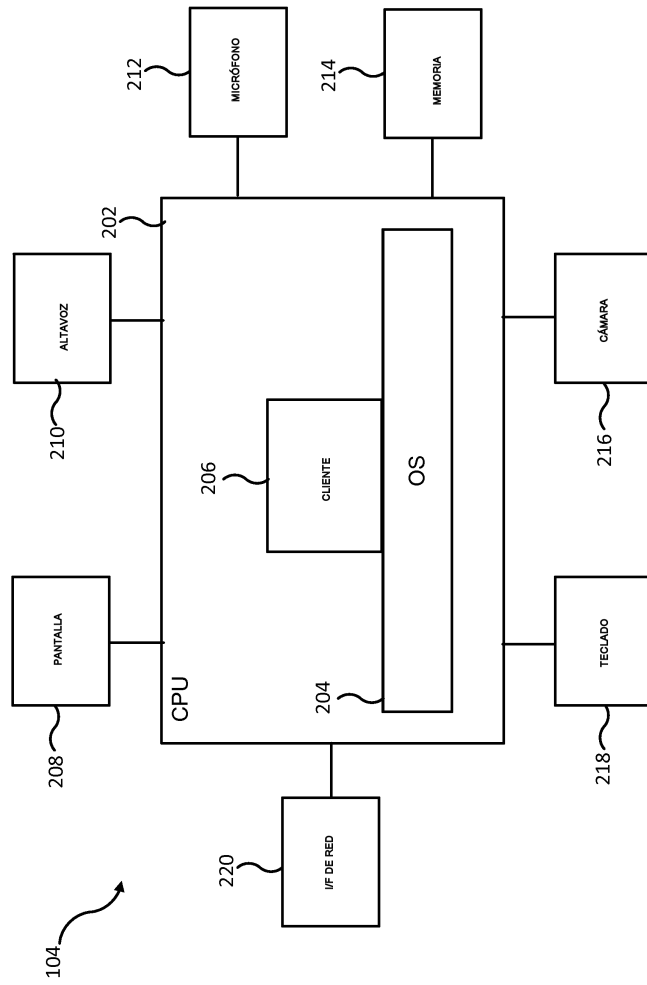 104
208
PANTALLA
210
ALTAVOZ
202
212
CPU
MICRÓFONO
206
220
CLIENTE
I/F DE RED
204
214
OS
MEMORIA
218
TECLADO
216
CÁMARA